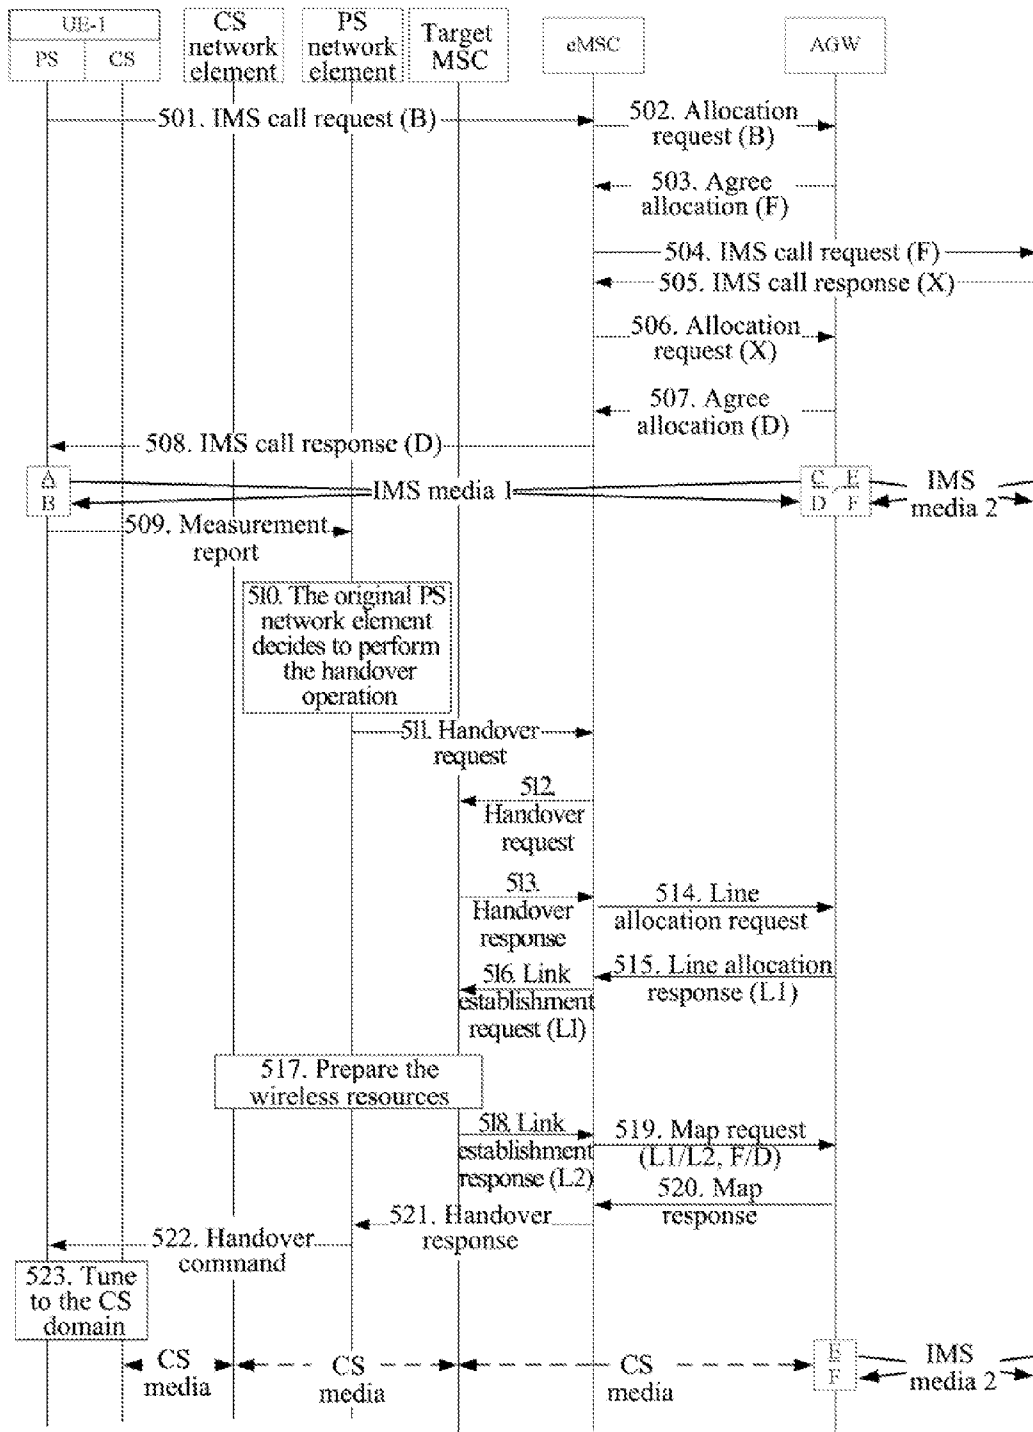 UE-1
PS
CS
CS
network
element
PS
network
element
Target
MSC
eMSC
AGW
501. IMS call request (B)
502. Allocation
request (B)
503. Agree
allocation (F)
504. IMS call request (F)
505. IMS call response (X)
506. Allocation
request (X)
507. Agree
allocation (D)
508. IMS call response (D)
A
B
IMS media 1
C E
D F
IMS
media 2
509. Measurement
report
510. The original PS
network element
decides to perform
the handover
operation
511. Handover
request
512.
Handover
request
513.
Handover
response
514. Line
allocation request
515. Line allocation
response (L1)
516. Link
establishment
request (L1)
517. Prepare the
wireless resources
518. Link
establishment
response (L2)
519. Map request
(L1/L2, F/D)
520. Map
response
521. Handover
response
522. Handover
command
523. Tune
to the CS
domain
CS
media
CS
media
CS
media
E
F
IMS
media 2